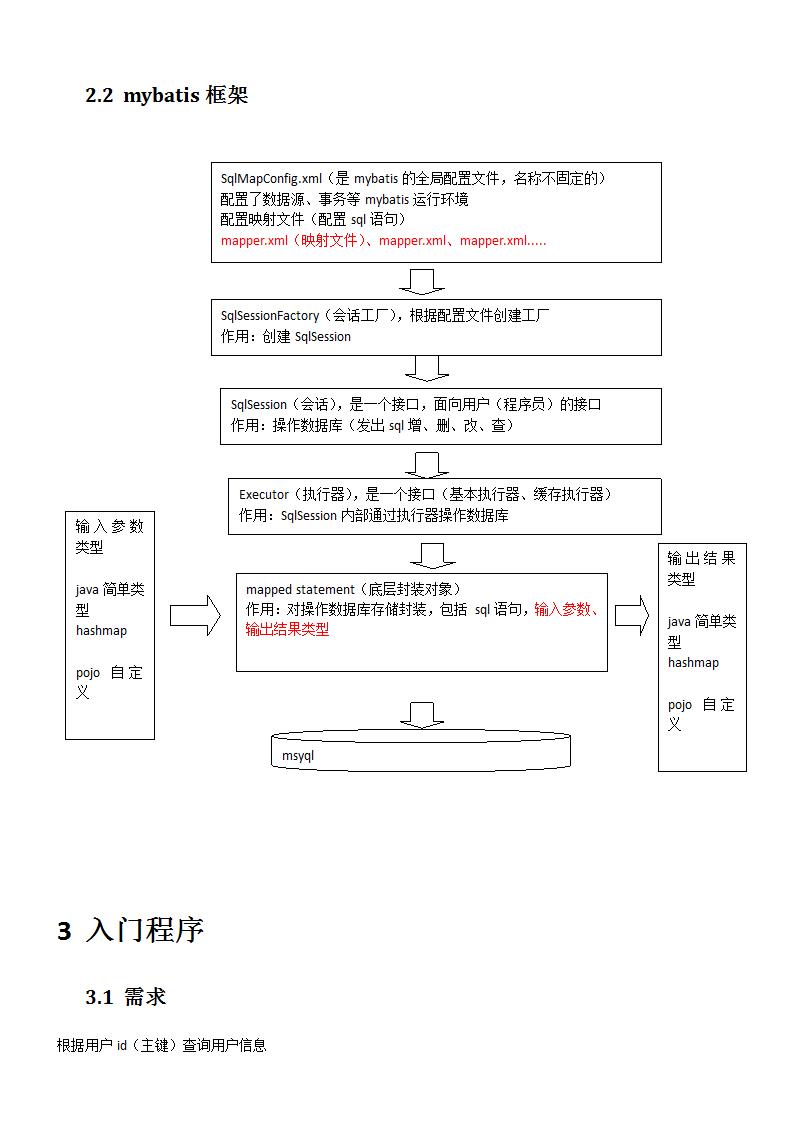 2.2 mybatis 框架
SqlMapConfig.xml（是 mybatis 的全局配置文件，名称不固定的）
配置了数据源、事务等 mybatis 运行环境
配置映射文件（配置 sql 语句）
mapper.xml（映射文件）、mapper.xml、mapper.xml.....
SqlSessionFactory（会话工厂），根据配置文件创建工厂
作用：创建 SqlSession
SqlSession（会话），是一个接口，面向用户（程序员）的接口
作用：操作数据库（发出 sql 增、删、改、查）
Executor（执行器），是一个接口（基本执行器、缓存执行器）
作用：SqlSession 内部通过执行器操作数据库
输入参数
类型
java 简单类
型
hashmap
pojo 自定
义
mapped statement（底层封装对象）
作用：对操作数据库存储封装，包括 sql 语句，输入参数、
输出结果类型
输出结果
类型
java 简单类
型
hashmap
pojo 自定
义
msyql
3 入门程序
3.1 需求
根据用户 id（主键）查询用户信息